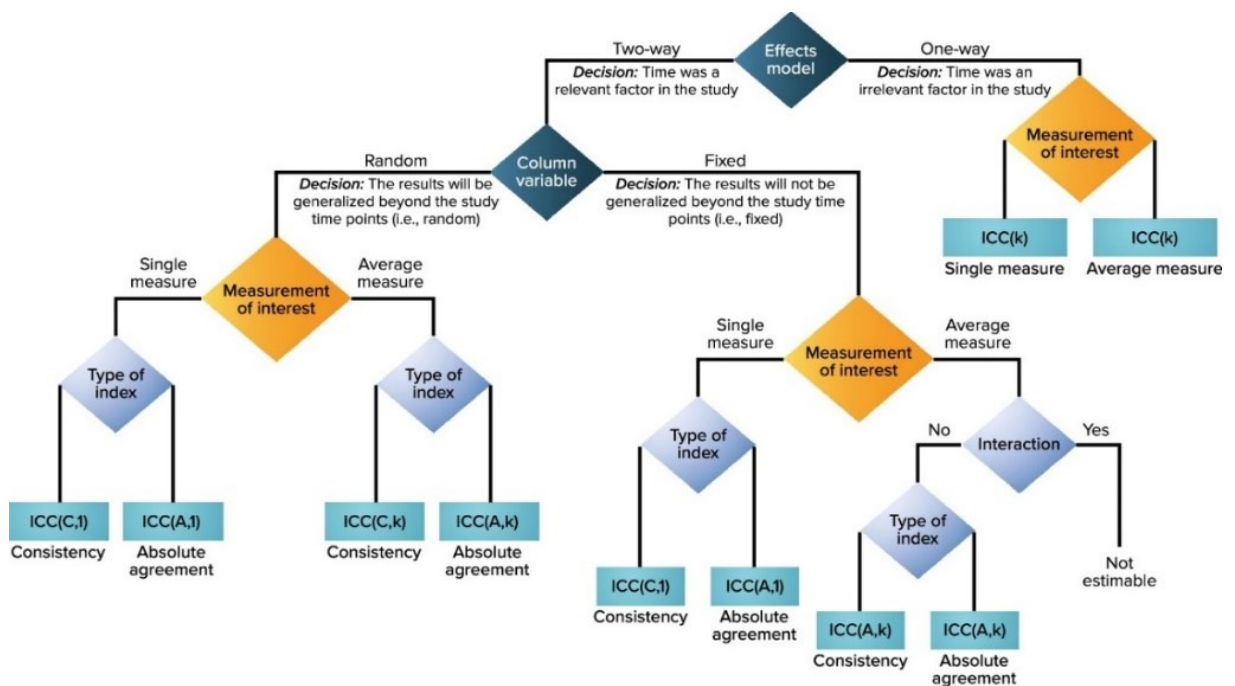 Two-way
Effects
model
One-way
Decision: Time was a
relevant factor in the study
Decision: Time was an
irrelevant factor in the study
Measurement
of interest
ICC(k)
Single measure
ICC(k)
Average measure
Random
Column
variable
Fixed
Decision: The results will be
generalized beyond the study
time points (i.e., random)
Decision: The results will not be
generalized beyond the study time
points (i.e., fixed)
Single
measure
Measurement
of interest
Average
measure
Type of
index
Type of
index
ICC(C,1)
Consistency
ICC(A,1)
Absolute
agreement
ICC(C,k)
Consistency
ICC(A,k)
Absolute
agreement
Single
measure
Measurement
of interest
Average
measure
Type of
index
No
Interaction
Yes
Type of
index
Not
estimable
ICC(C,1)
Consistency
ICC(A,1)
Absolute
agreement
ICC(A,k)
Consistency
ICC(A,k)
Absolute
agreement